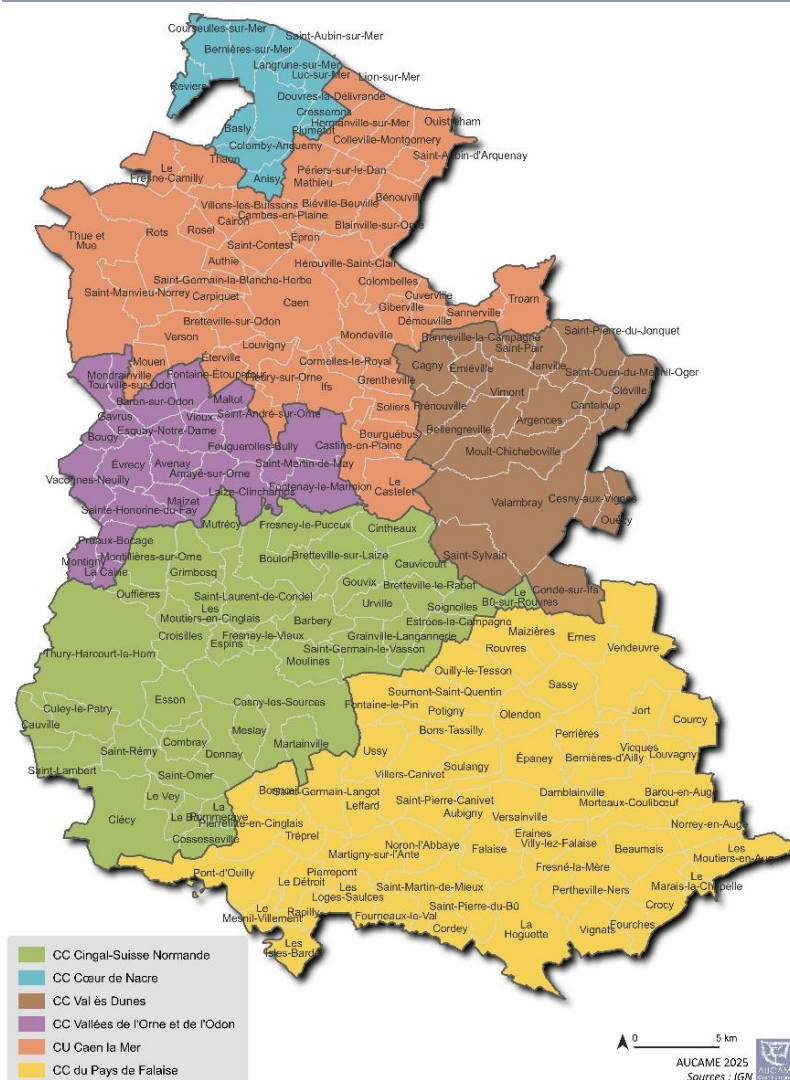 Courseulles-sur-Mer
Saint-Aubin-sur-Mer
Bernières-sur-Mer
Langrune-sur-Mer
Luc-sur-Mer
Lion-sur-Mer
Reviers
Douvres-la-Délivrande
Cresserons
Hermanville-sur-Mer
Ouistreham
Basly
Plumetot
Colleville-Montgomery
Colomby-Anguerny
Saint-Aubin-d'Arquenay
Thaon
Le
Fresne-Camilly
Anisy
Périers-sur-le-Dan
Mathieu
Bénouville
Villons-les-Buissons
Biéville-Beuville
Cambes-en-Plaine
Cairon
Blainville-sur-Orne
Thue et
Mue
Rots
Rosel
Épron
Saint-Contest
Authie
Hérouville-Saint-Clair
Saint-Germain-la-Blanche-Herbe
Colombelles
Saint-Manvieu-Norrey
Carpiquet
Caen
Cuverville
Troarn
Giberville
Sannerville
Bretteville-sur-Odon
Démouville
Mondeville
Banneville-la-Campagne
Saint-Pierre-du-Jonquet
Verson
Louvigny
Saint-Pair
Mouen
Éterville
Cormelles-le-Royal
Cagny
Émiéville
Janville
Saint-Ouen-du-Mesnil-Oger
Mondrainville
Fontaine-Étoupefour
Fleury-sur-Orne
Grentheville
Tourville-sur-Odon
Ifs
Vimont
Cléville
Baron-sur-Odon
Maltot
Soliers
Frénouville
Canteloup
Gavrus
Vieux
Saint-André-sur-Orne
Argences
Esquay-Notre-Dame
Bellengreville
Bougy
Feuguerolles-Bully
Bourguébus
Castine-en-Plaine
Moult-Chicheboville
Évrecy
Avenay
Saint-Martin-de-May
Amayé-sur-Orne
Vacognes-Neuilly
Fontenay-le-Marmion
Le
Castelet
Laize-Clinchamps
Cesny-aux-Vignes
Maizet
Valambray
Sainte-Honorine-du-Fay
Ouézy
Mutrécy
Fresney-le-Puceux
Cintheaux
Préaux-Bocage
Montillières-sur-Orne
Boulon
Bretteville-sur-Laize
Saint-Sylvain
Montigny
Cauvicourt
La Caine
Grimbosq
Gouvix
Bretteville-le-Rabet
Condé-sur-Ifs
Ouffières
Saint-Laurent-de-Condel
Le
Bû-sur-Rouvres
Urville
Soignolles
Les
Moutiers-en-Cinglais
Barbery
Estrées-la-Campagne
Croisilles
Fresney-le-Vieux
Grainville-Langannerie
Maizières
Ernes
Espins
Saint-Germain-le-Vasson
Rouvres
Vendeuvre
Thury-Harcourt-le-Hom
Moulines
Ouilly-le-Tesson
Sassy
Soumont-Saint-Quentin
Esson
Cesny-les-Sources
Fontaine-le-Pin
Culey-le-Patry
Potigny
Olendon
Jort
Courcy
Cauville
Meslay
Bons-Tassilly
Perrières
Combray
Martainville
Vicques
Saint-Rémy
Donnay
Ussy
Épaney
Bernières-d'Ailly
Louvagny
Saint-Lambert
Saint-Omer
Soulangy
Villers-Canivet
Bonnœil
Saint-Germain-Langot
Damblainville
Barou-en-Auge
Le Vey
Leffard
Saint-Pierre-Canivet
Morteaux-Coulibœuf
La
Pommeraye
Aubigny
Clécy
Le Bô
Pierrefitte-en-Cinglais
Versainville
Norrey-en-Auge
Cossesseville
Tréprel
Eraines
Noron-l'Abbaye
Falaise
Villy-lez-Falaise
Beaumais
Les
Moutiers-en-Auge
Martigny-sur-l'Ante
Pont-d'Ouilly
Pierrepont
Fresné-la-Mère
Le Détroit
Les
Loges-Saulces
Saint-Martin-de-Mieux
Pertheville-Ners
Le
Marais-la-Chapelle
Le
Mesnil-Villement
Rapilly
Saint-Pierre-du-Bû
Crocy
Fourneaux-le-Val
Cordey
La
Hoguette
Vignats
Fourches
Les
Isles-Bardel
CC Cingal-Suisse Normande
CC Cœur de Nacre
CC Val ès Dunes
CC Vallées de l'Orne et de l'Odon
CU Caen la Mer
CC du Pays de Falaise
0 5 km
AUCAME 2025
Sources : IGN
AUCAME